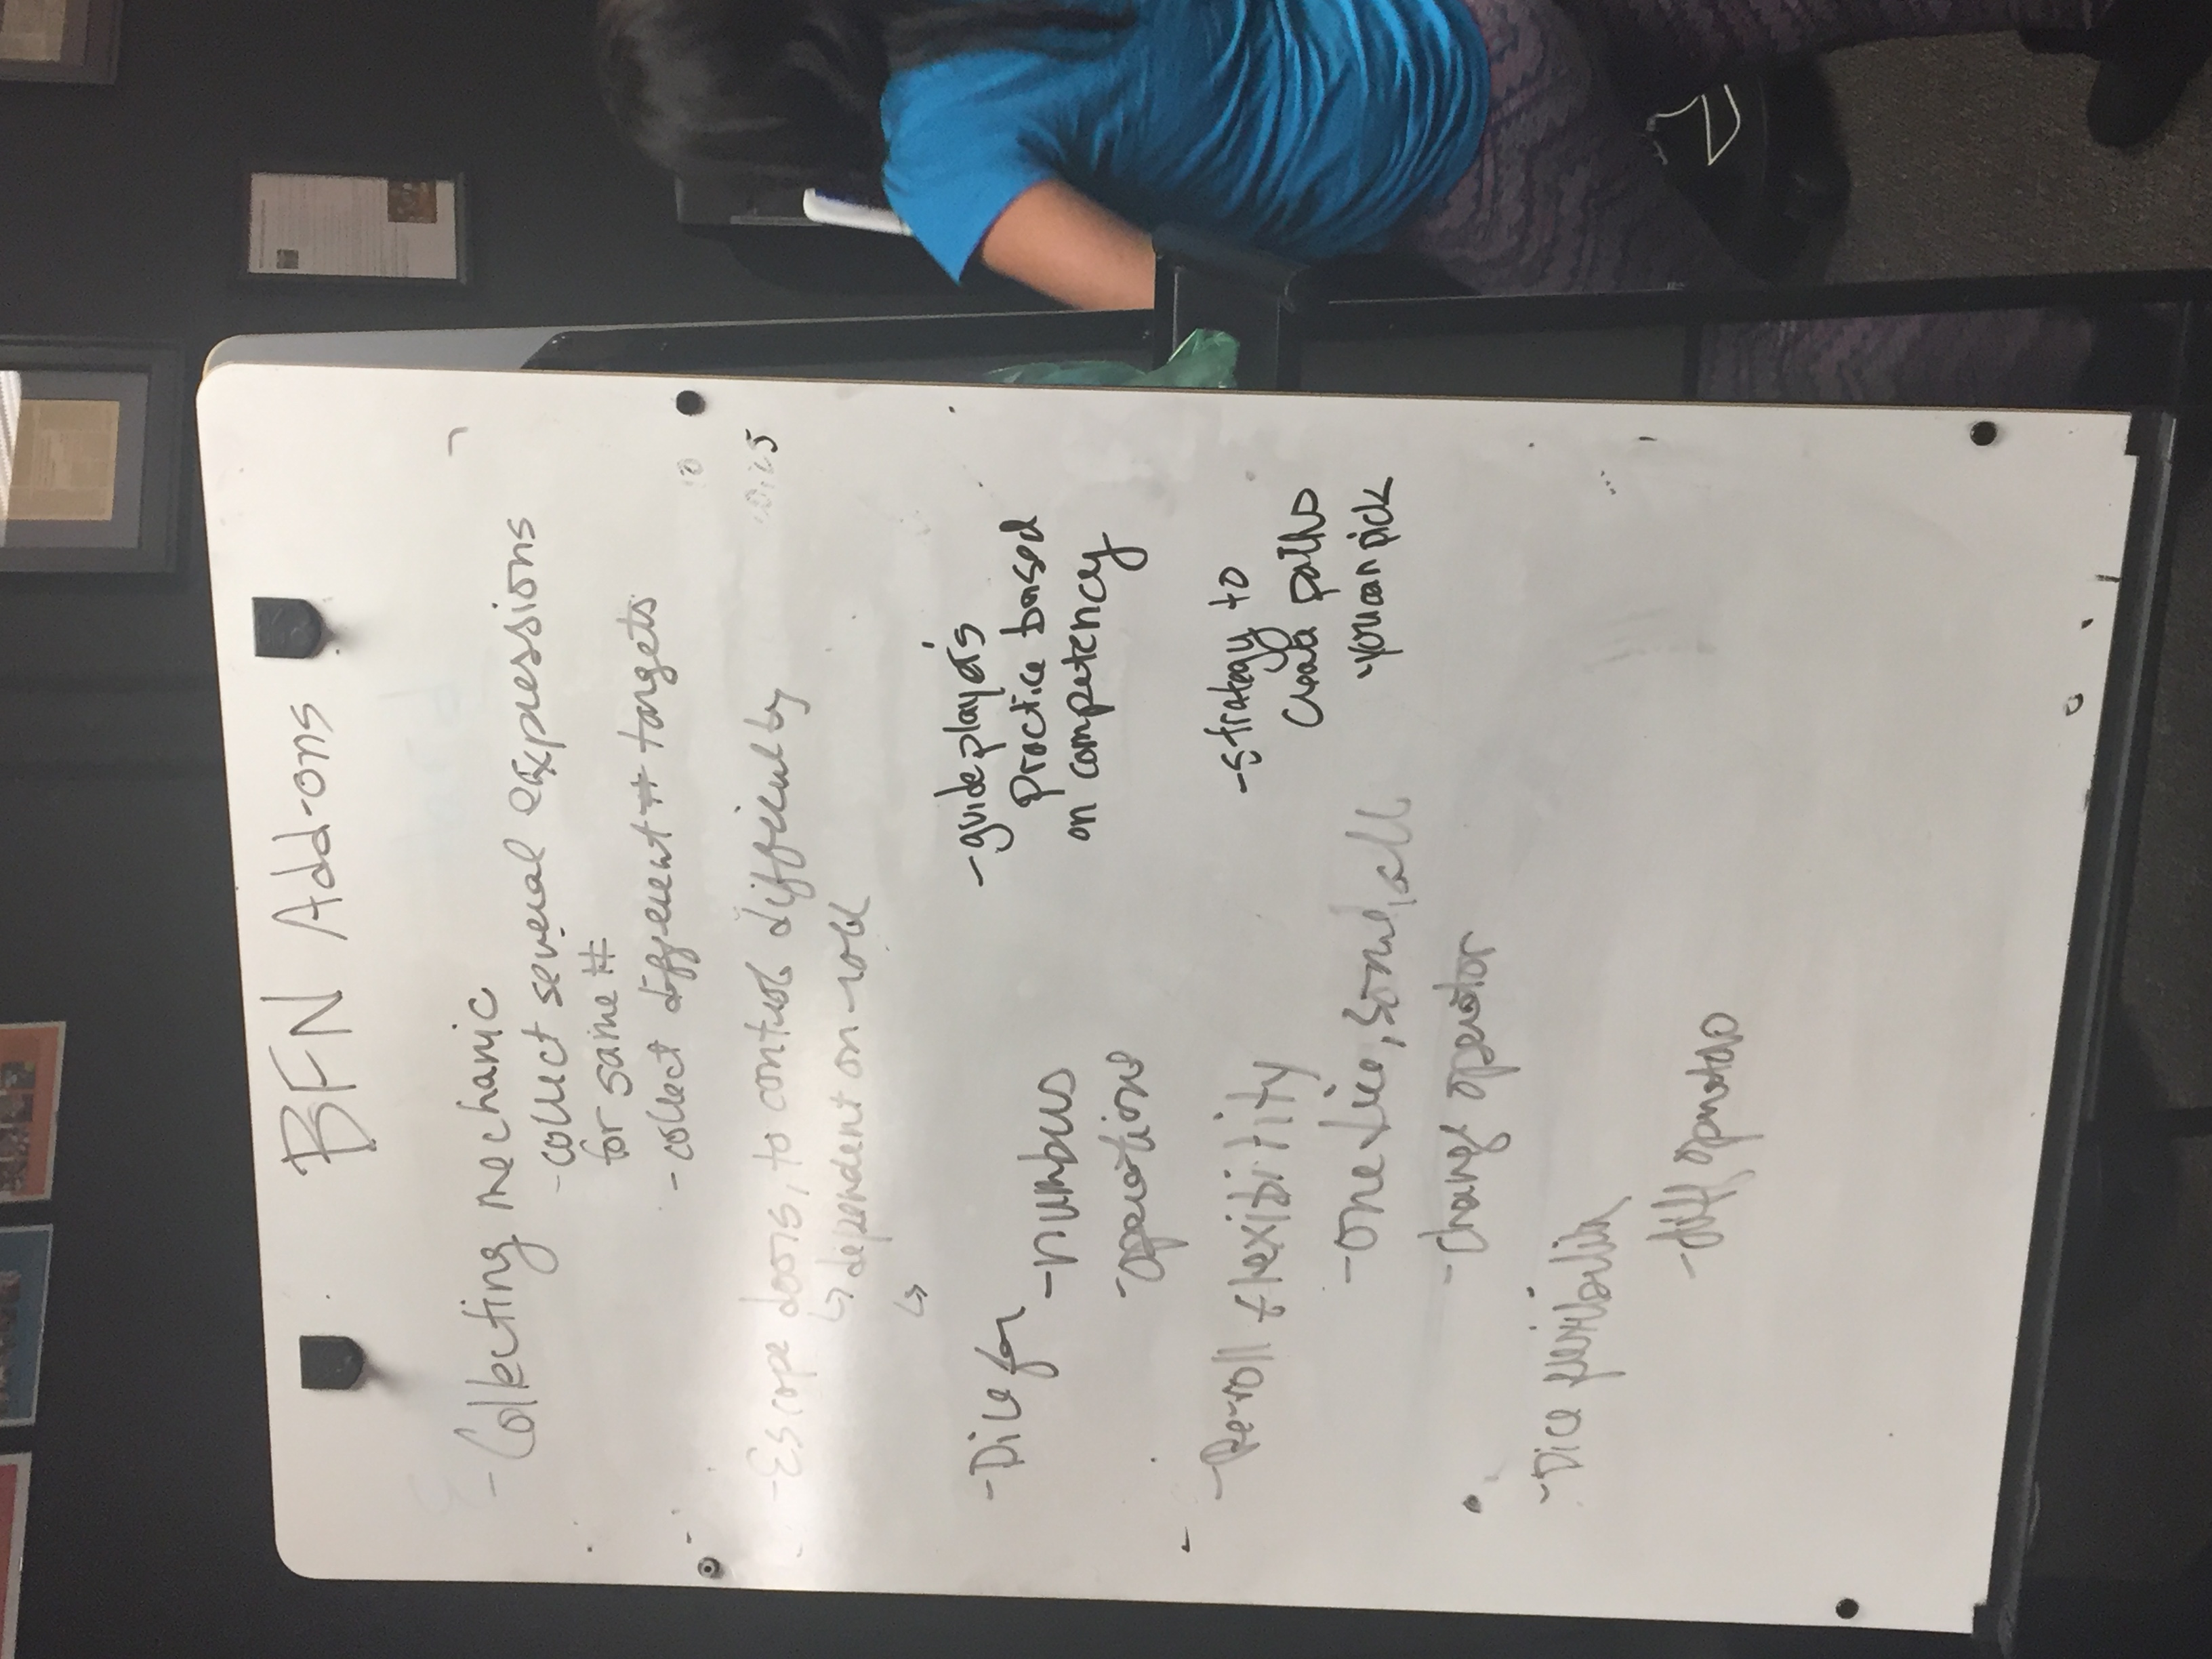 BFN Add-ons
- Collecting mechanic
- collect several expressions
for same #
- collect different # targets
- Escape doors, to control difficulty
↳ dependent on roll
↳
- Dice for
- numbers
- operations
- Re-roll flexibility
- one dice, some, all
- change operator
- Dice flexibility
- diff operators
- guide player's
practice based
on competency
- strategy to
create paths
- you can pick